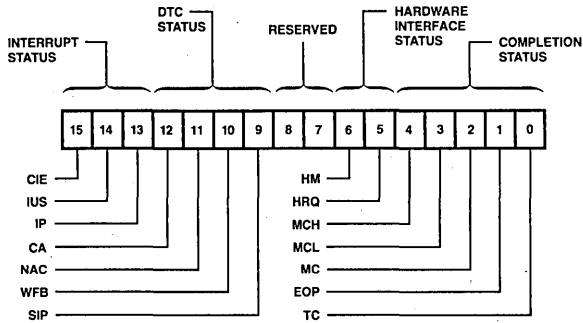 DTC
STATUS
HARDWARE
INTERFACE
STATUS
RESERVED
INTERRUPT
STATUS
COMPLETION
STATUS
15 14 13 12 11 10 9 8 7 6 5 4 3 2 1 0
CIE
IUS
IP
CA
NAC
WFB
SIP
HM
HRQ
MCH
MCL
MC
EOP
TC